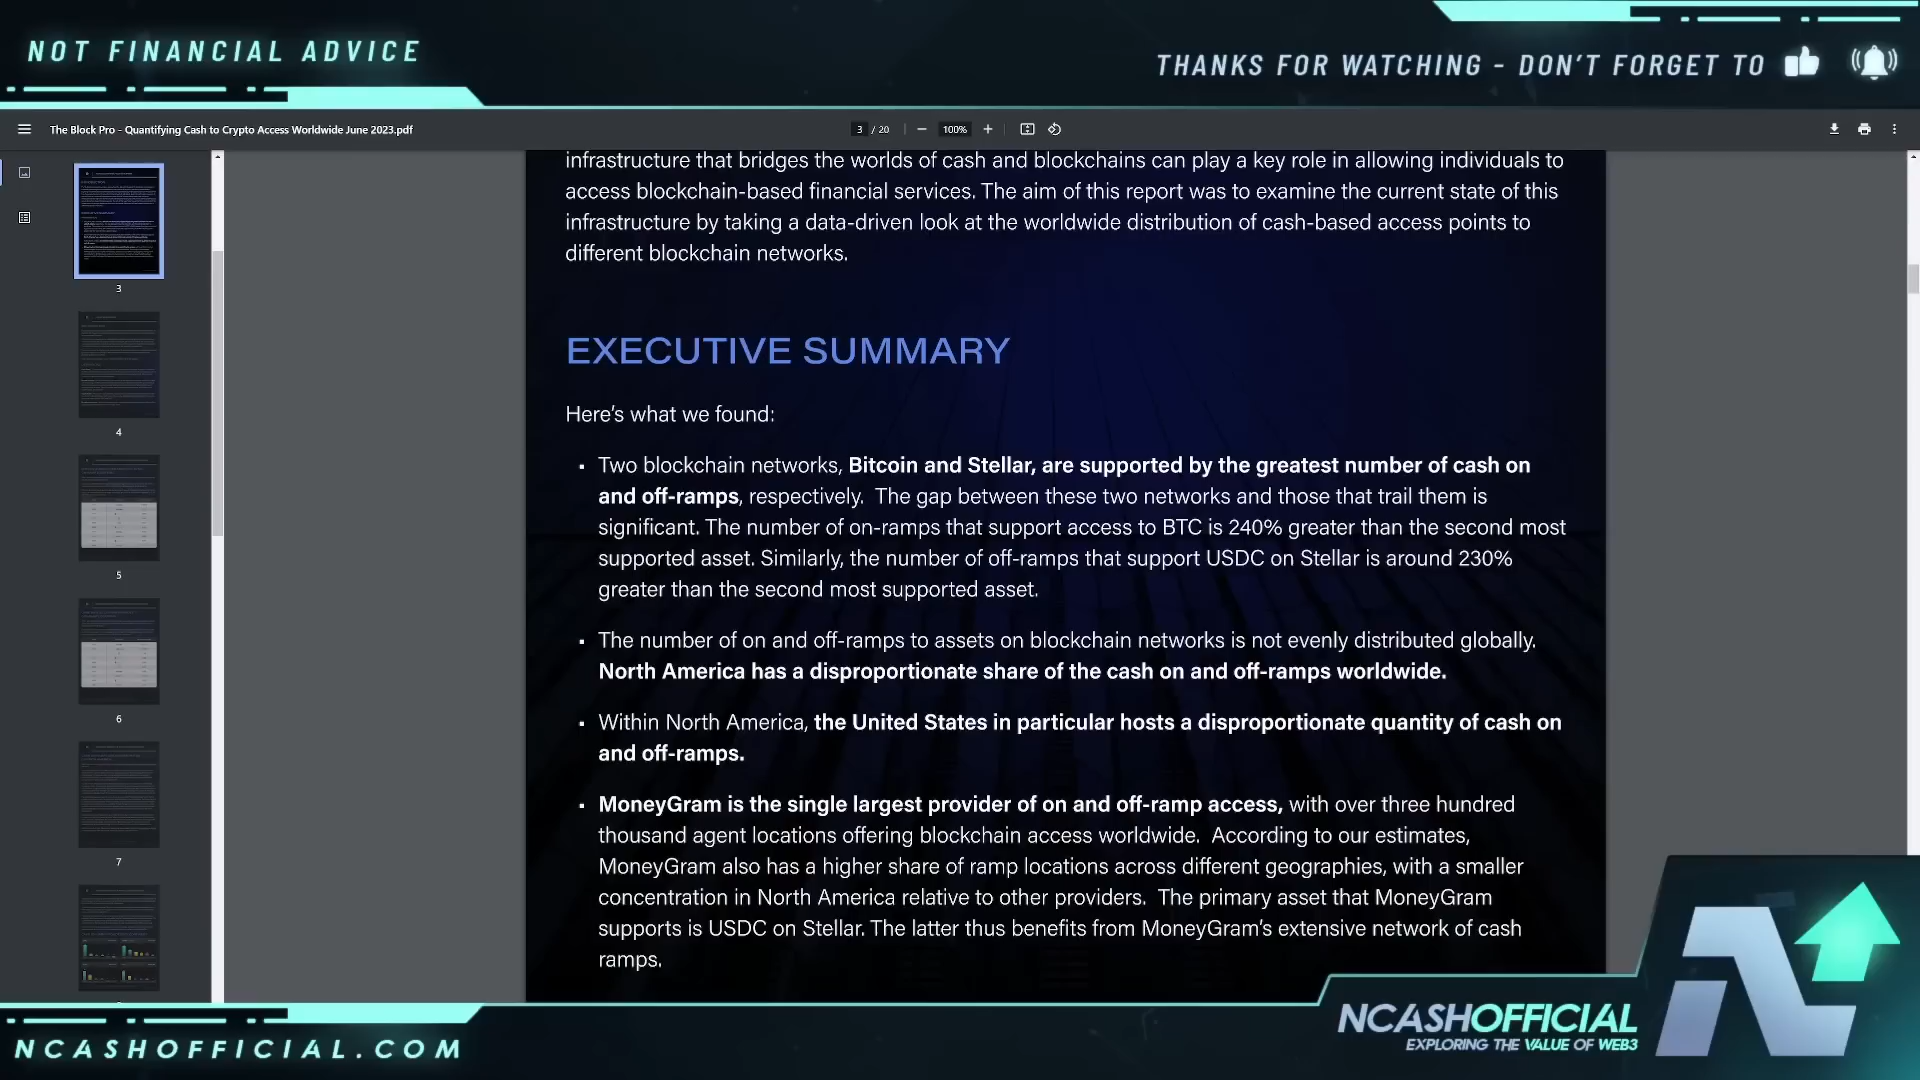 NOT FINANCIAL ADVICE
THANKS FOR WATCHING - DON'T FORGET TO
The Block Pro - Quantifying Cash to Crypto Access Worldwide June 2023.pdf
3 / 20
100%
infrastructure that bridges the worlds of cash and blockchains can play a key role in allowing individuals to
access blockchain-based financial services. The aim of this report was to examine the current state of this
infrastructure by taking a data-driven look at the worldwide distribution of cash-based access points to
different blockchain networks.
EXECUTIVE SUMMARY
Here's what we found:
▪ Two blockchain networks, Bitcoin and Stellar, are supported by the greatest number of cash on
and off-ramps, respectively. The gap between these two networks and those that trail them is
significant. The number of on-ramps that support access to BTC is 240% greater than the second most
supported asset. Similarly, the number of off-ramps that support USDC on Stellar is around 230%
greater than the second most supported asset.
▪ The number of on and off-ramps to assets on blockchain networks is not evenly distributed globally.
North America has a disproportionate share of the cash on and off-ramps worldwide.
▪ Within North America, the United States in particular hosts a disproportionate quantity of cash on
and off-ramps.
▪ MoneyGram is the single largest provider of on and off-ramp access, with over three hundred
thousand agent locations offering blockchain access worldwide. According to our estimates,
MoneyGram also has a higher share of ramp locations across different geographies, with a smaller
concentration in North America relative to other providers. The primary asset that MoneyGram
supports is USDC on Stellar. The latter thus benefits from MoneyGram's extensive network of cash
ramps.
3
4
5
6
7
NCASHOFFICIAL.COM
NCASHOFFICIAL
EXPLORING THE VALUE OF WEB3